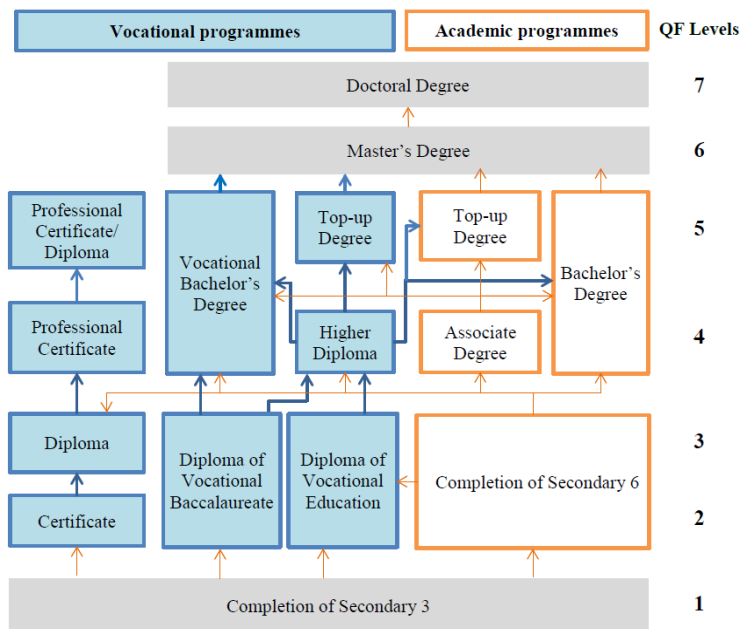 Vocational programmes
Academic programmes
QF Levels
Doctoral Degree
7
Master's Degree
6
Professional
Certificate/
Diploma
Top-up
Degree
Top-up
Degree
5
Vocational
Bachelor's
Degree
Bachelor's
Degree
Professional
Certificate
Higher
Diploma
Associate
Degree
4
Diploma
Diploma of
Vocational
Baccalaureate
Diploma of
Vocational
Education
Completion of Secondary 6
3
Certificate
2
Completion of Secondary 3
1